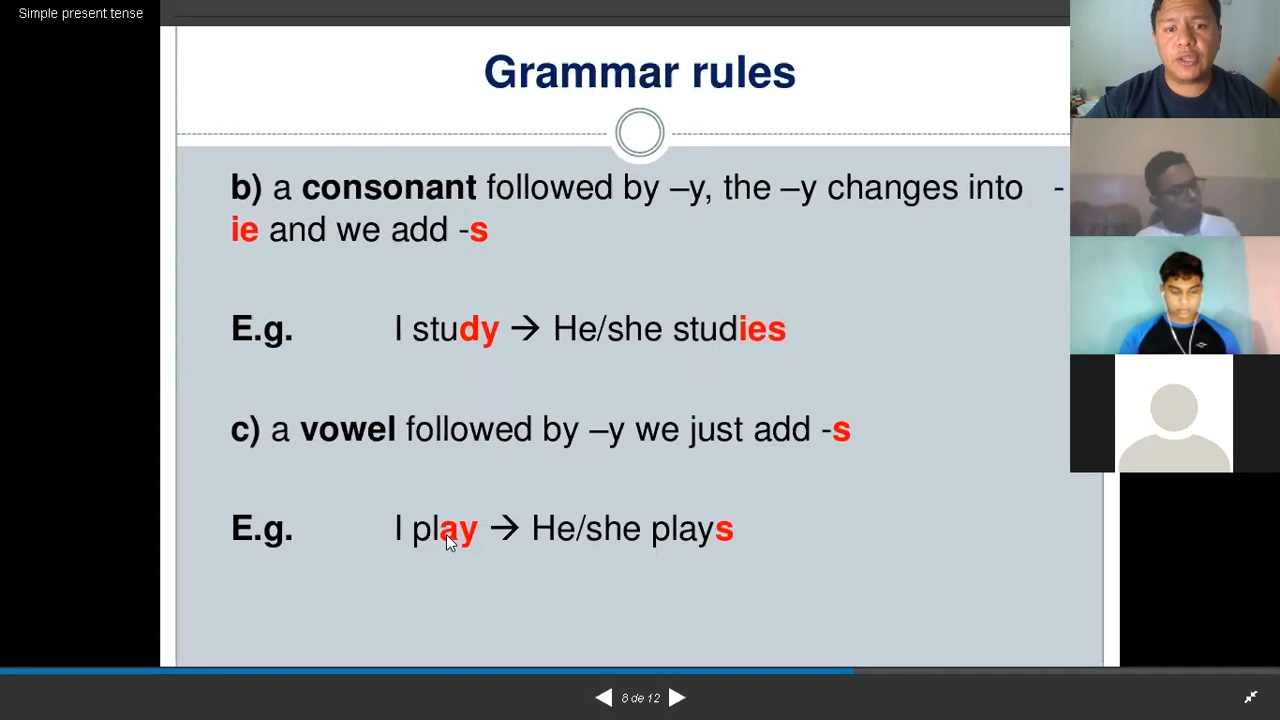 Simple present tense
Grammar rules
b) a consonant followed by –y, the –y changes into -
ie and we add -s
E.g. I study → He/she studies
c) a vowel followed by –y we just add -s
E.g. I play → He/she plays
8 de 12